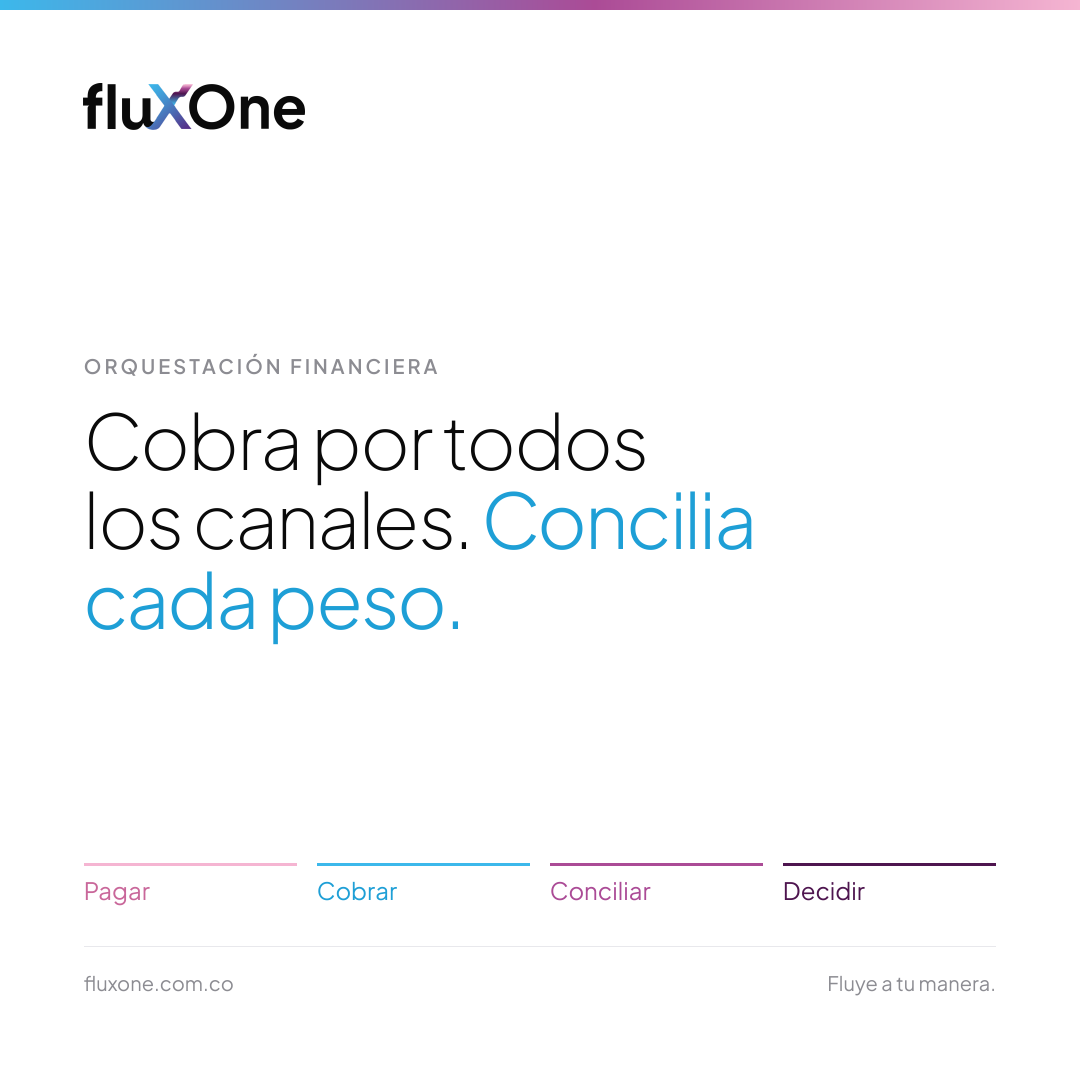 fluXOne
ORQUESTACIÓN FINANCIERA
Cobra por todos
los canales. Concilia
cada peso.
Pagar
Cobrar
Conciliar
Decidir
fluxone.com.co
Fluye a tu manera.